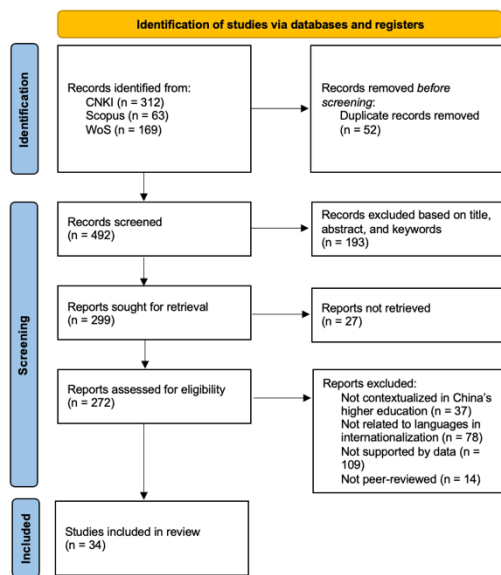 Identification of studies via databases and registers
Identification
Records identified from:
CNKI (n = 312)
Scopus (n = 63)
WoS (n = 169)
Records removed before
screening:
Duplicate records removed
(n = 52)
Screening
Records screened
(n = 492)
Records excluded based on title,
abstract, and keywords
(n = 193)
Reports sought for retrieval
(n = 299)
Reports not retrieved
(n = 27)
Reports assessed for eligibility
(n = 272)
Reports excluded:
Not contextualized in China's
higher education (n = 37)
Not related to languages in
internationalization (n = 78)
Not supported by data (n =
109)
Not peer-reviewed (n = 14)
Included
Studies included in review
(n = 34)